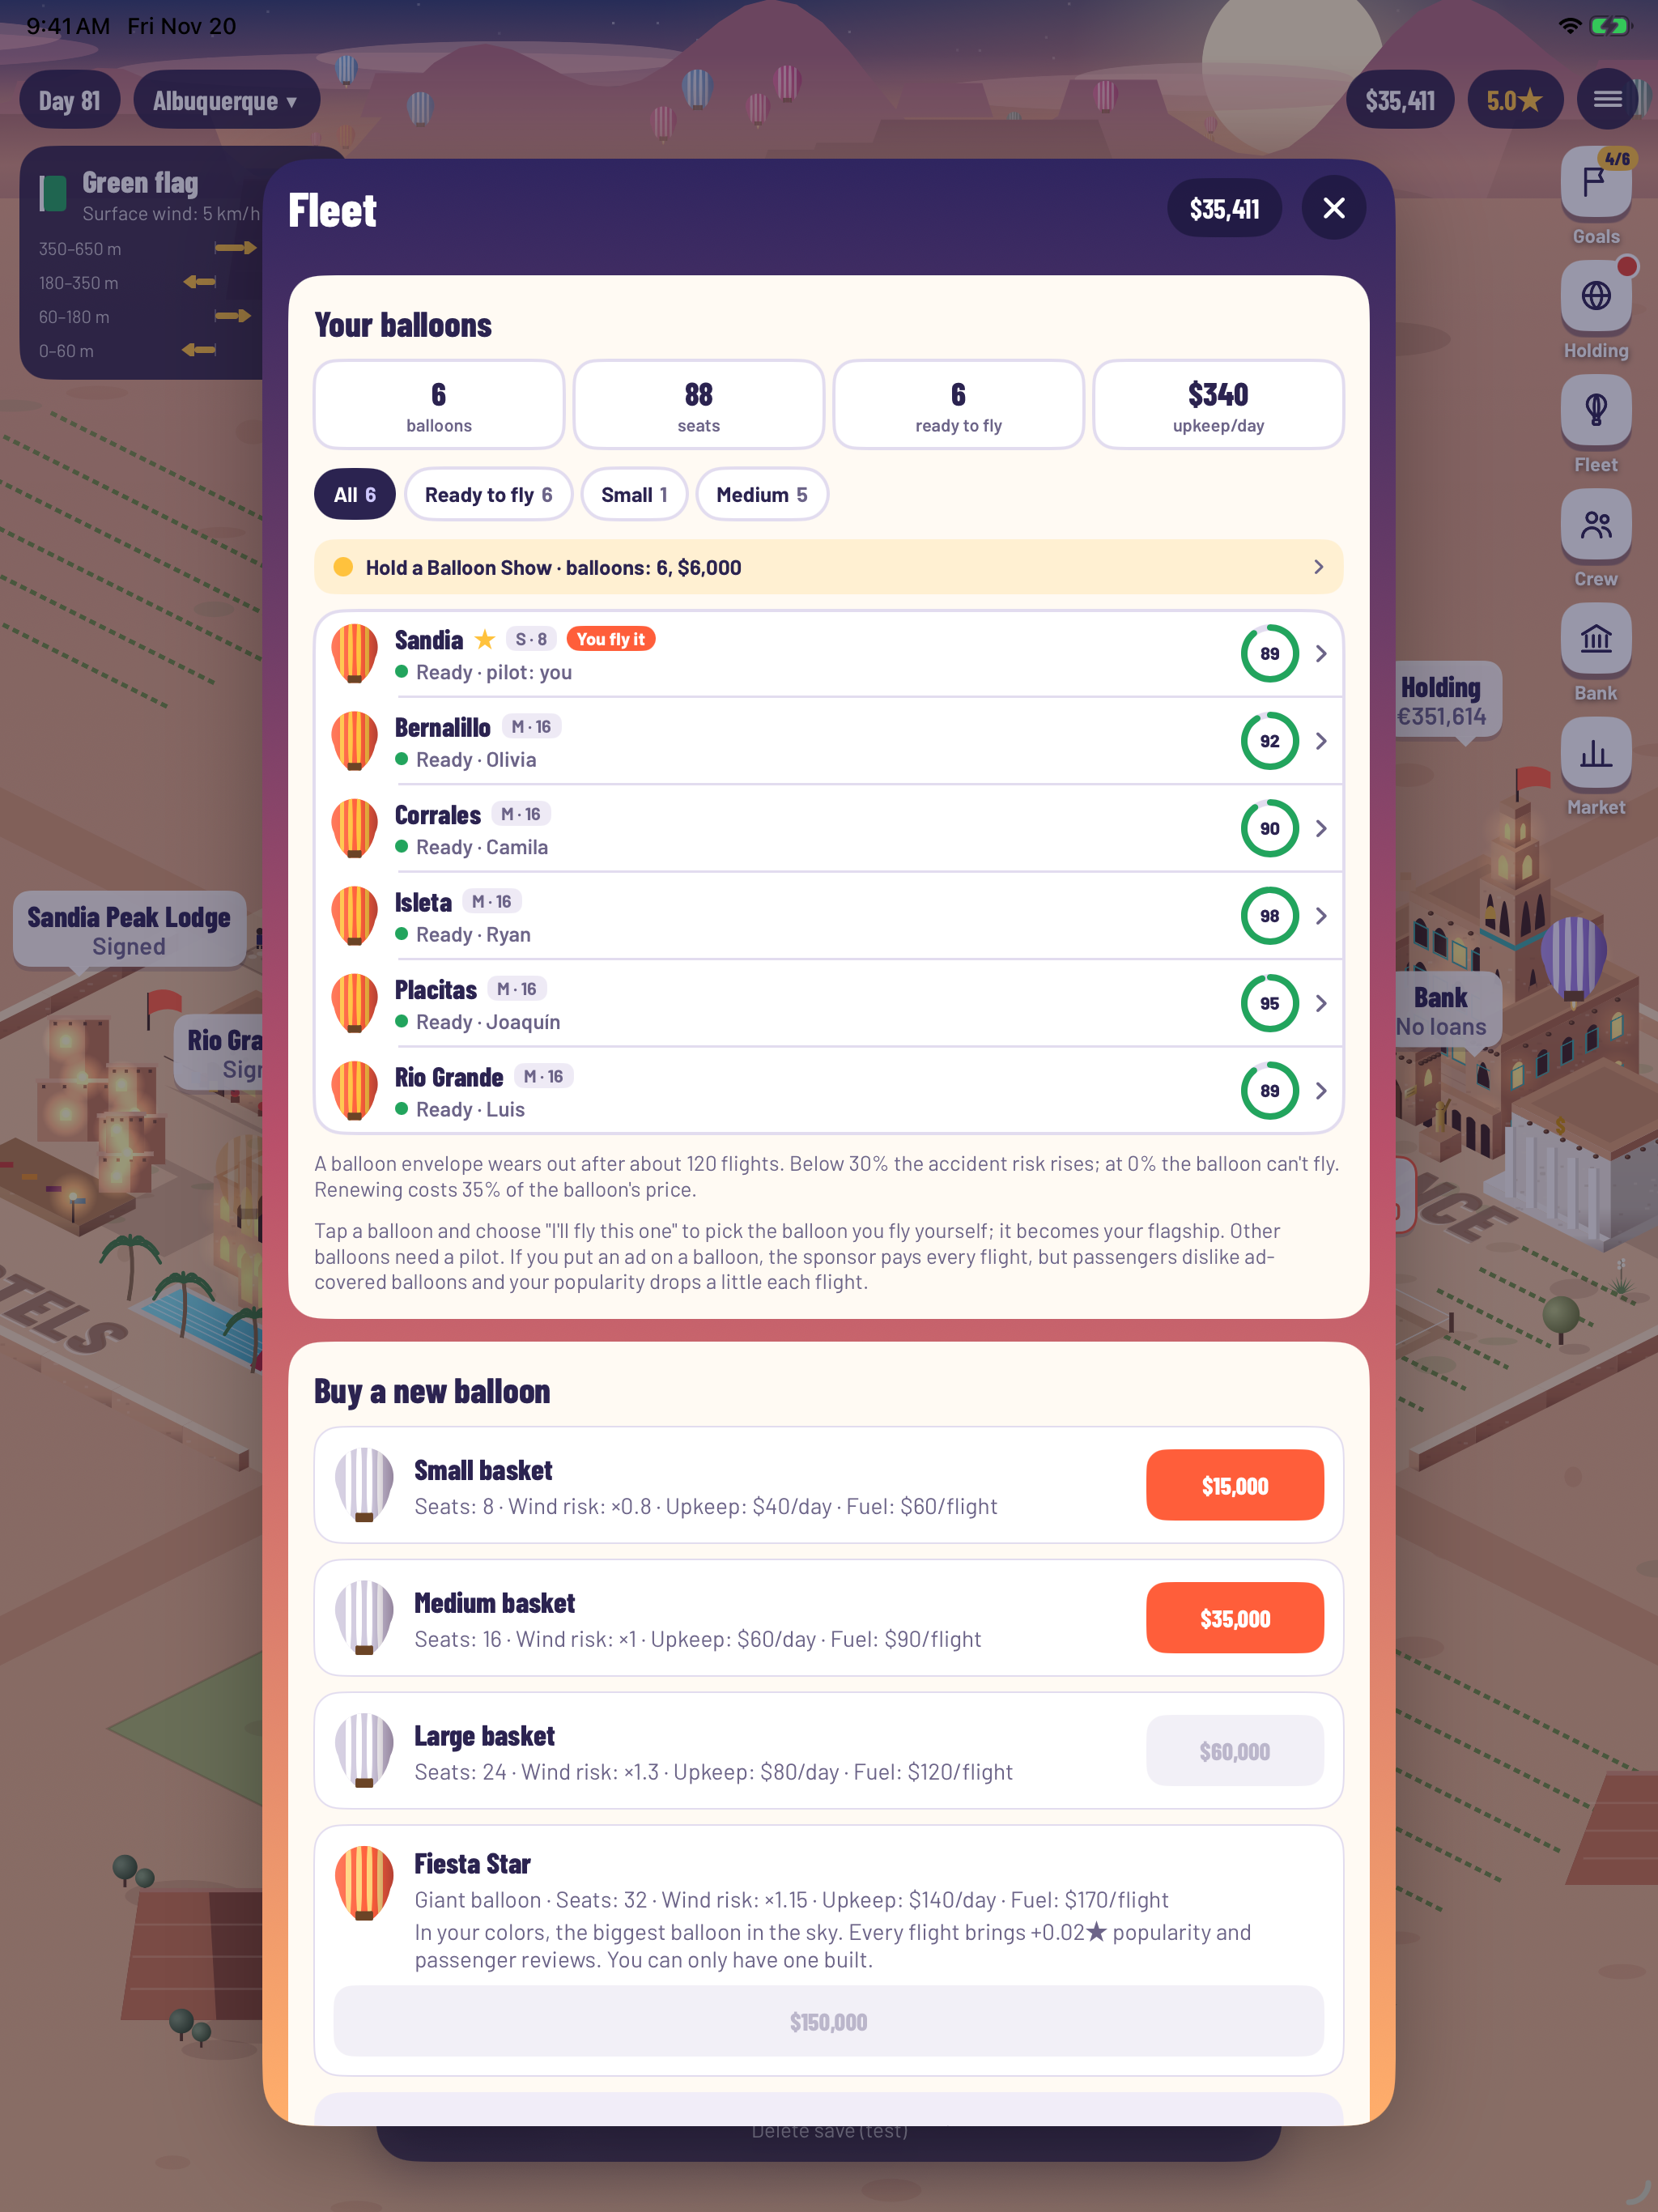 9:41 AM Fri Nov 20
Day 81
Albuquerque ▾
$35,411
5.0★
Green flag
Surface wind: 5 km/h
350–650 m
180–350 m
60–180 m
0–60 m
4/6
Goals
Holding
Fleet
Crew
Bank
Market
Holding
€351,614
Bank
No loans
Sandia Peak Lodge
Signed
Fleet
$35,411
Your balloons
6
balloons
88
seats
6
ready to fly
$340
upkeep/day
All 6
Ready to fly 6
Small 1
Medium 5
Hold a Balloon Show · balloons: 6, $6,000
Sandia ★ S · 8 You fly it
Ready · pilot: you
89
Bernalillo M · 16
Ready · Olivia
92
Corrales M · 16
Ready · Camila
90
Isleta M · 16
Ready · Ryan
98
Placitas M · 16
Ready · Joaquín
95
Rio Grande M · 16
Ready · Luis
89
A balloon envelope wears out after about 120 flights. Below 30% the accident risk rises; at 0% the balloon can't fly.
Renewing costs 35% of the balloon's price.
Tap a balloon and choose "I'll fly this one" to pick the balloon you fly yourself; it becomes your flagship. Other
balloons need a pilot. If you put an ad on a balloon, the sponsor pays every flight, but passengers dislike ad-
covered balloons and your popularity drops a little each flight.
Buy a new balloon
Small basket
Seats: 8 · Wind risk: ×0.8 · Upkeep: $40/day · Fuel: $60/flight
$15,000
Medium basket
Seats: 16 · Wind risk: ×1 · Upkeep: $60/day · Fuel: $90/flight
$35,000
Large basket
Seats: 24 · Wind risk: ×1.3 · Upkeep: $80/day · Fuel: $120/flight
$60,000
Fiesta Star
Giant balloon · Seats: 32 · Wind risk: ×1.15 · Upkeep: $140/day · Fuel: $170/flight
In your colors, the biggest balloon in the sky. Every flight brings +0.02★ popularity and
passenger reviews. You can only have one built.
$150,000
Delete save (test)